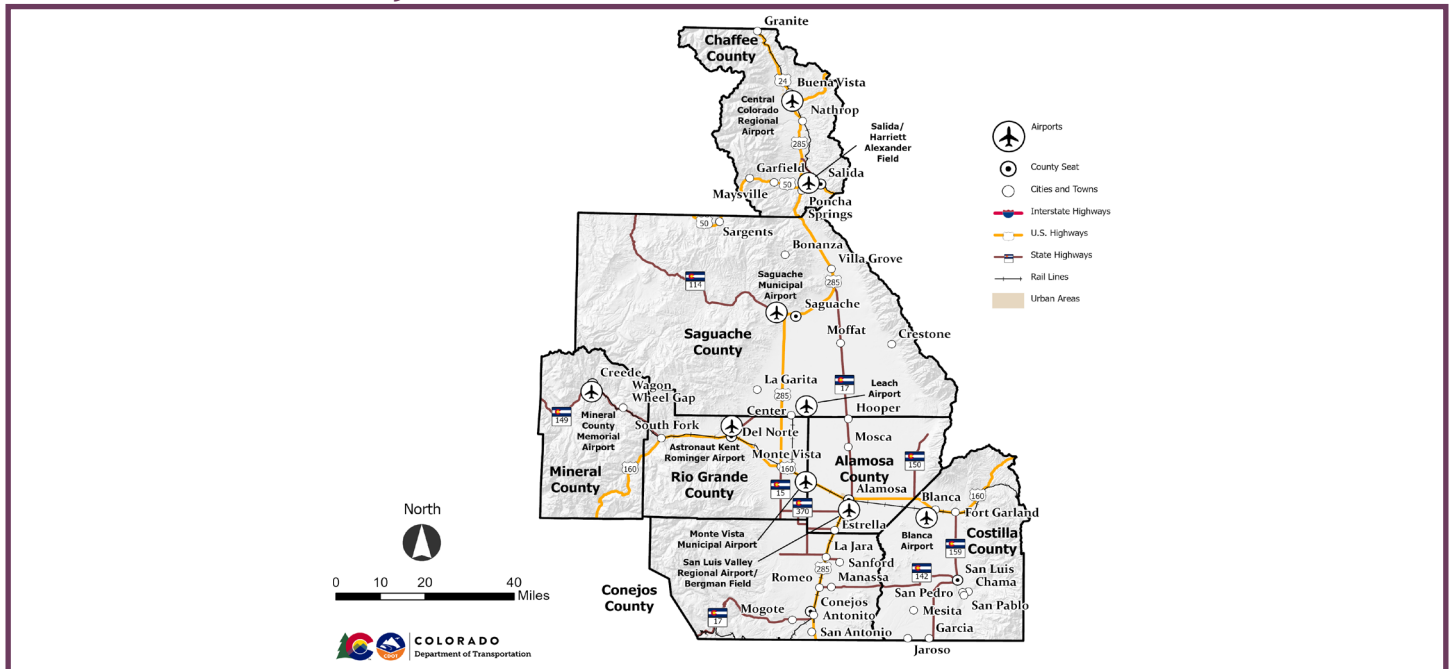 Granite
Chaffee
County
24
Buena Vista
Central
Colorado
Regional
Airport
Nathrop
Salida/
Harriett
Alexander
Field
285
Garfield
Salida
50
Maysville
Poncha
Springs
Airports
County Seat
Cities and Towns
Interstate Highways
U.S. Highways
State Highways
Rail Lines
Urban Areas
50
Sargents
Bonanza
Villa Grove
Saguache
Municipal
Airport
114
285
Saguache
Saguache
County
Moffat
Crestone
Creede
Wagon
Wheel Gap
La Garita
285
17
Leach
Airport
149
Mineral
County
Memorial
Airport
Center
Hooper
South Fork
Del Norte
Mosca
Astronaut Kent
Rominger Airport
Monte Vista
160
160
Alamosa
County
150
Mineral
County
Rio Grande
County
15
370
Alamosa
Blanca
160
Fort Garland
Estrella
Blanca
Airport
Costilla
County
Monte Vista
Municipal Airport
San Luis Valley
Regional Airport/
Bergman Field
La Jara
Sanford
285
159
142
San Luis
Romeo
Manassa
Chama
Conejos
County
San Pedro
San Pablo
Mogote
Conejos
Antonito
Mesita
17
San Antonio
Garcia
Jaroso
North
0 10 20 40
Miles
CDOT
COLORADO
Department of Transportation